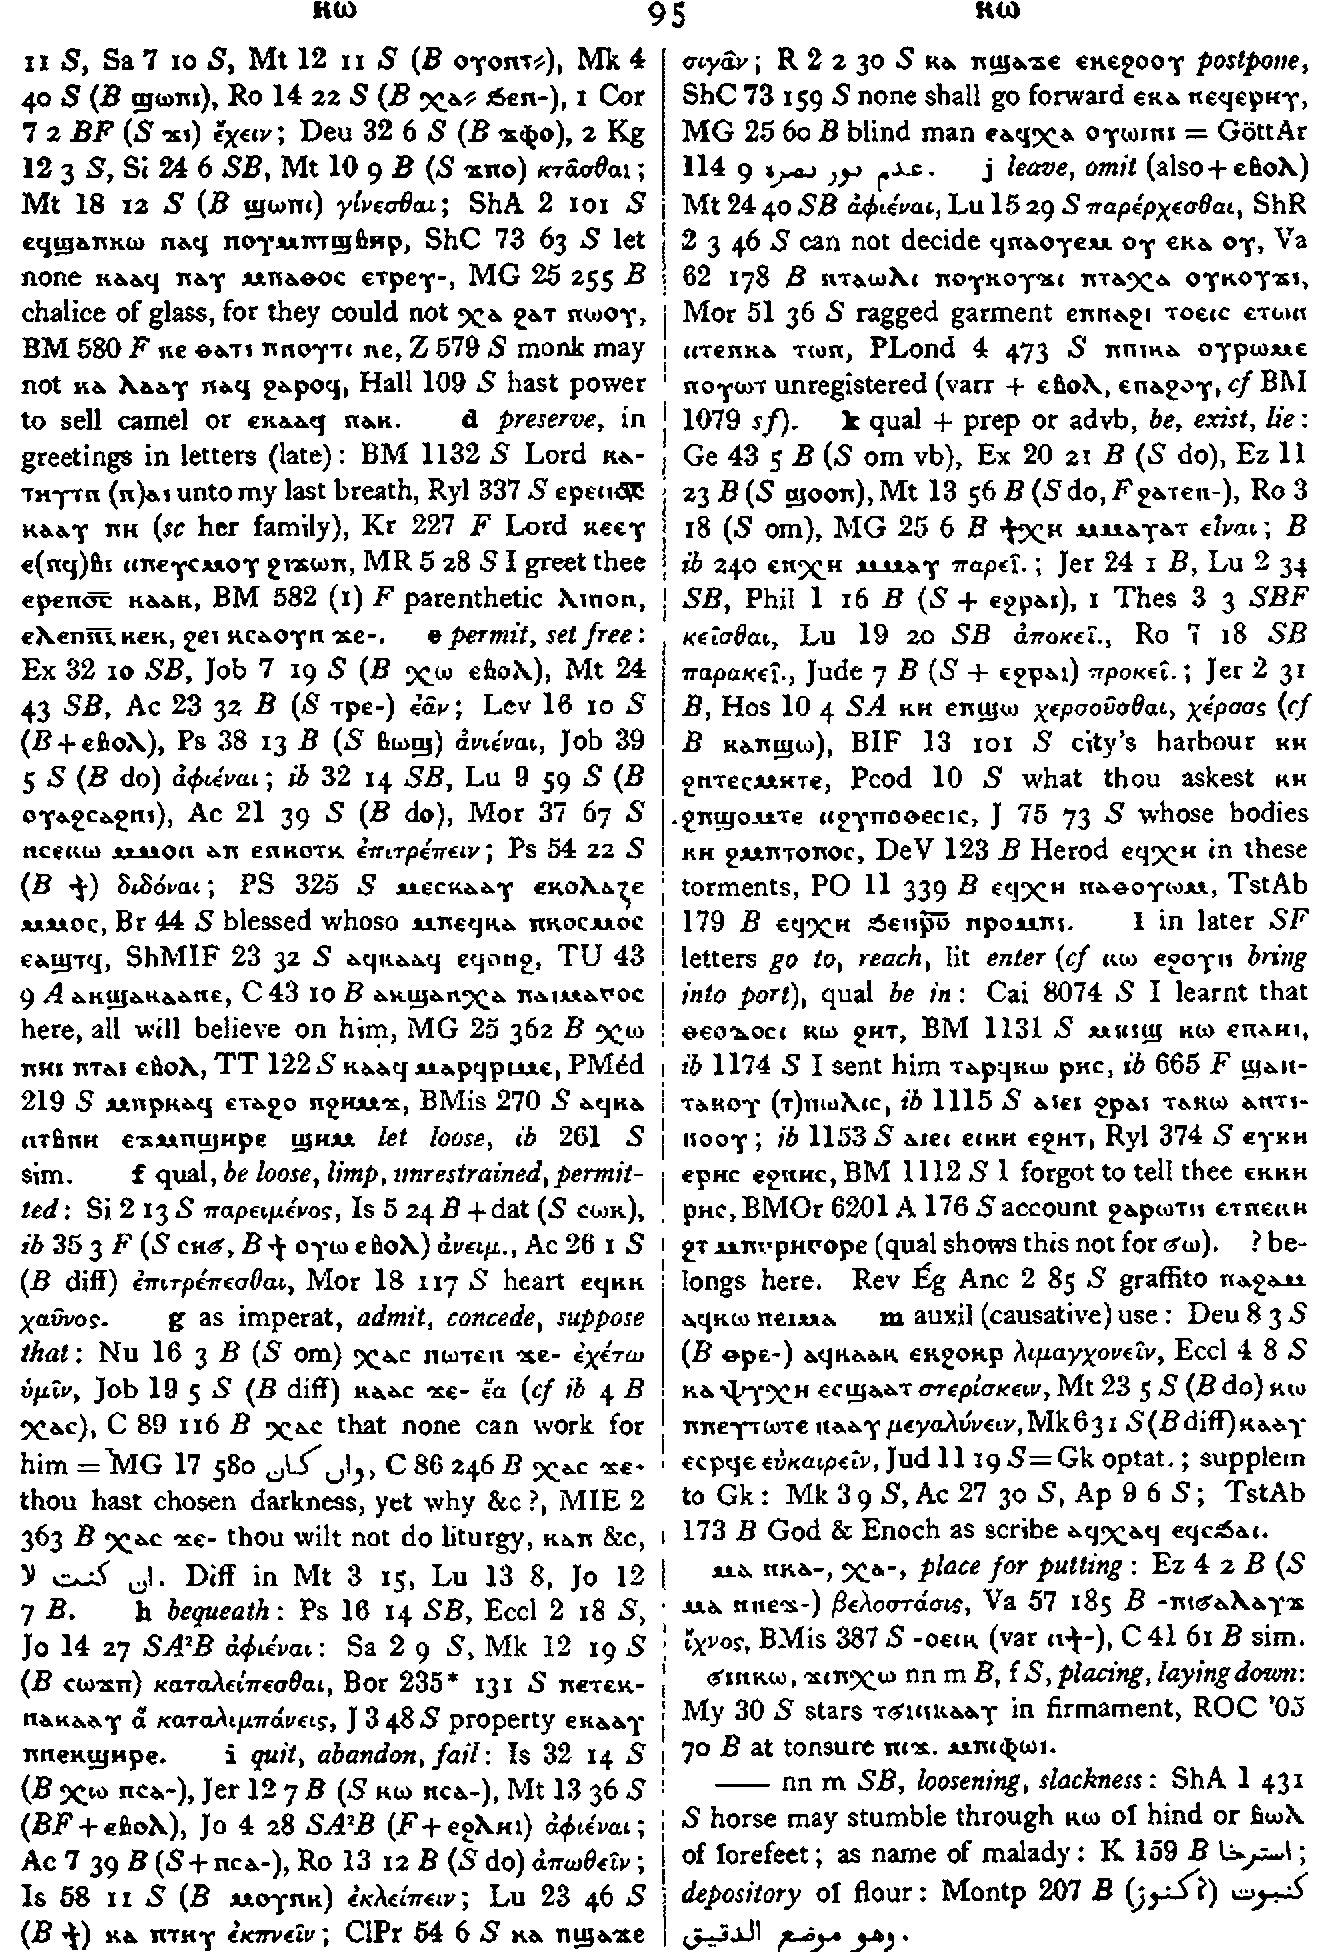 ⲕⲱ 95 ⲕⲱ
11 S, Sa 7 10 S, Mt 12 11 S (B ⲟⲩⲟⲛⲧ⸗), Mk 4
40 S (B ϣⲱⲡⲓ), Ro 14 22 S (B ⲭⲁ⸗ ϧⲉⲛ-), 1 Cor
7 2 BF (S ϫⲓ) ἔχειν; Deu 32 6 S (B ϫⲫⲟ), 2 Kg
12 3 S, Si 24 6 SB, Mt 10 9 B (S ϫⲡⲟ) κτᾶσθαι;
Mt 18 12 S (B ϣⲱⲡⲓ) γίνεσθαι; ShA 2 101 S
ⲉϥϣⲁⲛⲕⲱ ⲛⲁϥ ⲛⲟⲩⲙⲛⲧϣⲃⲏⲣ, ShC 73 63 S let
none ⲕⲁⲁϥ ⲛⲁⲩ ⲙⲡⲁⲑⲟⲥ ⲉⲧⲣⲉⲩ-, MG 25 255 B
chalice of glass, for they could not ⲭⲁ ϩⲁⲧ ⲛⲱⲟⲩ,
BM 580 F ⲕⲉ ⲑⲁⲧⲓ ⲛⲛⲟⲩⲧⲓ ⲛⲉ, Z 579 S monk may
not ⲕⲁ ⲗⲁⲁⲩ ⲛⲁϥ ϩⲁⲣⲟϥ, Hall 109 S hast power
to sell camel or ⲉⲕⲁⲁϥ ⲛⲁⲕ. d preserve, in
greetings in letters (late): BM 1132 S Lord ⲕⲁ-
ⲧⲏⲩⲧⲛ (ⲛ)ⲁⲓ unto my last breath, Ryl 337 S ⲉⲣⲉⲡϭ̅ⲥ̅
ⲕⲁⲁⲩ ⲛⲏ (sc her family), Kr 227 F Lord ⲕⲉⲉⲩ
ⲉ(ⲛϥ)ϩⲓ ⲡⲛⲉⲩⲥⲙⲟⲩ ϩⲓϫⲱⲛ, MR 5 28 S I greet thee
ⲉⲣⲉⲡϭ̅ⲥ̅ ⲕⲁⲁⲕ, BM 582 (1) F parenthetic ⲗⲓⲡⲟⲛ,
ⲉⲗⲉⲡⲛ̅ⲓ̅ ⲕⲉⲕ, ϩⲉⲓ ⲕⲥⲁⲟⲩⲛ ϫⲉ-. e permit, set free:
Ex 32 10 SB, Job 7 19 S (B ⲭⲱ ⲉⲃⲟⲗ), Mt 24
43 SB, Ac 23 32 B (S ⲧⲣⲉ-) ἐᾶν; Lev 16 10 S
(B + ⲉⲃⲟⲗ), Ps 38 13 B (S ⲃⲱϣ) ἀνιέναι, Job 39
5 S (B do) ἀφιέναι; ib 32 14 SB, Lu 9 59 S (B
ⲟⲩⲁϩⲥⲁϩⲛⲓ), Ac 21 39 S (B do), Mor 37 67 S
ⲛⲥⲉⲕⲱ ⲙⲙⲟⲛ ⲁⲛ ⲉⲛⲕⲟⲧⲕ ἐπιτρέπειν; Ps 54 22 S
(B ϯ) διδόναι; PS 325 S ⲙⲉⲥⲕⲁⲁⲩ ⲉⲕⲟⲗⲁⲍⲉ
ⲙⲙⲟⲥ, Br 44 S blessed whoso ⲙⲡⲉϥⲕⲁ ⲡⲕⲟⲥⲙⲟⲥ
ⲉⲁϣⲧϥ, ShMIF 23 32 S ⲁϥⲕⲁⲁϥ ⲉϥⲟⲛϩ, TU 43
9 A ⲁⲕϣⲁⲕⲁⲁⲛⲉ, C 43 10 B ⲁⲕϣⲁⲛⲭⲁ ⲡⲁⲓⲙⲁⲅⲟⲥ
here, all will believe on him, MG 25 362 B ⲭⲱ
ⲛⲏⲓ ⲛⲧⲁⲓ ⲉⲃⲟⲗ, TT 122 S ⲕⲁⲁϥ ⲙⲁⲣϥⲣⲓⲙⲉ, PMéd
219 S ⲙⲡⲣⲕⲁϥ ⲉⲧⲁϩⲟ ⲡϩⲏⲙϫ, BMis 270 S ⲁϥⲕⲁ
ⲛⲧⲃⲛⲏ ⲉϫⲙⲡϣⲏⲣⲉ ϣⲏⲙ let loose, ib 261 S
sim. f qual, be loose, limp, unrestrained, permit-
ted: Si 2 13 S παρειμένος, Is 5 24 B + dat (S ⲥⲱⲕ),
ib 35 3 F (S ⲥⲏϭ, B ϯ ⲟⲩⲱ ⲉⲃⲟⲗ) ἀνειμ., Ac 26 1 S
(B diff) ἐπιτρέπεσθαι, Mor 18 117 S heart ⲉϥⲕⲏ
χαῦνος. g as imperat, admit, concede, suppose
that: Nu 16 3 B (S om) ⲭⲁⲥ ⲛⲱⲧⲉⲛ ϫⲉ- ἐχέτω
ὑμῖν, Job 19 5 S (B diff) ⲕⲁⲁⲥ ϫⲉ- ἔα (cf ib 4 B
ⲭⲁⲥ), C 89 116 B ⲭⲁⲥ that none can work for
him = MG 17 580 وان كان, C 86 246 B ⲭⲁⲥ ϫⲉ-
thou hast chosen darkness, yet why &c?, MIE 2
363 B ⲭⲁⲥ ϫⲉ- thou wilt not do liturgy, ⲕⲁⲛ &c,
ان كنت لا. Diff in Mt 3 15, Lu 13 8, Jo 12
7 B. h bequeath: Ps 16 14 SB, Eccl 2 18 S,
Jo 14 27 SA²B ἀφιέναι: Sa 2 9 S, Mk 12 19 S
(B ⲥⲱϫⲡ) καταλείπεσθαι, Bor 235* 131 S ⲡⲉⲧⲉⲕ-
ⲛⲁⲕⲁⲁⲩ ἅ καταλιμπάνεις, J 3 48 S property ⲉⲕⲁⲁⲩ
ⲛⲛⲉⲕϣⲏⲣⲉ. i quit, abandon, fail: Is 32 14 S
(B ⲭⲱ ⲛⲥⲁ-), Jer 12 7 B (S ⲕⲱ ⲛⲥⲁ-), Mt 13 36 S
(BF + ⲉⲃⲟⲗ), Jo 4 28 SA²B (F + ⲉϩⲗⲏⲓ) ἀφιέναι;
Ac 7 39 B (S + ⲛⲥⲁ-), Ro 13 12 B (S do) ἀπωθεῖν;
Is 58 11 S (B ⲙⲟⲩⲛⲕ) ἐκλείπειν; Lu 23 46 S
(B ϯ) ⲕⲁ ⲡⲧⲏⲩ ἐκπνεῖν; ClPr 54 6 S ⲕⲁ ⲡϣⲁϫⲉ
σιγᾶν; R 2 2 30 S ⲕⲁ ⲡϣⲁϫⲉ ⲉⲕⲉϩⲟⲟⲩ postpone,
ShC 73 159 S none shall go forward ⲉⲕⲁ ⲡⲉϥⲉⲣⲏⲩ,
MG 25 60 B blind man ⲉⲁϥⲭⲁ ⲟⲩⲱⲓⲛⲓ = GöttAr
114 9 عدم نور بصره. j leave, omit (also + ⲉⲃⲟⲗ)
Mt 24 40 SB ἀφιέναι, Lu 15 29 S παρέρχεσθαι, ShR
2 3 46 S can not decide ϥⲛⲁⲟⲩⲉⲙ ⲟⲩ ⲉⲕⲁ ⲟⲩ, Va
62 178 B ⲛⲧⲁⲱⲗⲓ ⲛⲟⲩⲕⲟⲩϫⲓ ⲛⲧⲁⲭⲁ ⲟⲩⲕⲟⲩϫⲓ,
Mor 51 36 S ragged garment ⲉⲛⲛⲁϩⲓ ⲧⲟⲉⲓⲥ ⲉⲧⲱⲛ
ⲛⲧⲉⲛⲕⲁ ⲧⲱⲛ, PLond 4 473 S ⲛⲛⲓⲕⲁ ⲟⲩⲣⲱⲙⲉ
ⲛⲟⲩⲱⲧ unregistered (varr + ⲉⲃⲟⲗ, ⲉⲡⲁϩⲟⲩ, cf BM
1079 sf). k qual + prep or advb, be, exist, lie:
Ge 43 5 B (S om vb), Ex 20 21 B (S do), Ez 11
23 B (S ϣⲟⲟⲡ), Mt 13 56 B (S do, F ϩⲁⲧⲉⲛ-), Ro 3
18 (S om), MG 25 6 B ϯⲭⲏ ⲙⲙⲁⲩⲁⲧ εἶναι; B
ib 240 ⲉⲕⲭⲏ ⲙⲙⲁⲩ παρεῖ.; Jer 24 1 B, Lu 2 34
SB, Phil 1 16 B (S + ⲉϩⲣⲁⲓ), 1 Thes 3 3 SBF
κεῖσθαι, Lu 19 20 SB ἀποκεῖ., Ro 7 18 SB
παρακεῖ., Jude 7 B (S + ⲉϩⲣⲁⲓ) προκεῖ.; Jer 2 31
B, Hos 10 4 SA ⲕⲏ ⲉⲡϣⲱ χερσοῦσθαι, χέρσος (cf
B ⲕⲁⲡϣⲱ), BIF 13 101 S city's harbour ⲕⲏ
ϩⲛⲧⲉⲥⲙⲏⲧⲉ, Pcod 10 S what thou askest ⲕⲏ
ϩⲛϣⲟⲙⲧⲉ ⲛϩⲩⲡⲟⲑⲉⲥⲓⲥ, J 75 73 S whose bodies
ⲕⲏ ϩⲙⲡⲧⲟⲡⲟⲥ, DeV 123 B Herod ⲉϥⲭⲏ in these
torments, PO 11 339 B ⲉϥⲭⲏ ⲛⲁⲑⲟⲩⲱⲙ, TstAb
179 B ⲉϥⲭⲏ ϧⲉⲛⲣ̅ⲟ̅ ⲛⲣⲟⲙⲡⲓ. l in later SF
letters go to, reach, lit enter (cf ⲕⲱ ⲉϩⲟⲩⲛ bring
into port), qual be in: Cai 8074 S I learnt that
ⲑⲉⲟⲇⲟⲥⲓ ⲕⲱ ϩⲏⲧ, BM 1131 S ⲙⲏⲓϣ ⲕⲱ ⲉⲡⲁⲏⲓ,
ib 1174 S I sent him ⲧⲁⲣϥⲕⲱ ⲣⲏⲥ, ib 665 F ϣⲁⲛ-
ⲧⲁⲕⲟⲩ (ⲧ)ⲡⲱⲗⲓⲥ, ib 1115 S ⲁⲓⲉⲓ ϩⲣⲁⲓ ⲧⲁⲕⲱ ⲁⲛⲧⲓ-
ⲛⲟⲟⲩ; ib 1153 S ⲁⲓⲉⲓ ⲉⲓⲕⲏ ⲉϩⲏⲧ, Ryl 374 S ⲉⲩⲕⲏ
ⲉⲣⲏⲥ ⲉϩⲛⲏⲥ, BM 1112 S I forgot to tell thee ⲉⲕⲕⲏ
ⲣⲏⲥ, BMOr 6201 A 176 S account ϩⲁⲣⲱⲧⲛ ⲉⲧⲛⲉⲕⲏ
ϩⲧ ⲙⲡⲩⲣⲅⲟⲣⲉ (qual shows this not for ϭⲱ). ? be-
longs here. Rev Ég Anc 2 85 S graffito ⲡⲁϩⲁⲙ
ⲁϥⲕⲱ ⲡⲉⲓⲙⲁ m auxil (causative) use: Deu 8 3 S
(B ⲑⲣⲉ-) ⲁϥⲕⲁⲁⲕ ⲉⲕϩⲟⲕⲣ λιμαγχονεῖν, Eccl 4 8 S
ⲕⲁ ⲯⲩⲭⲏ ⲉⲥϣⲁⲁⲧ στερίσκειν, Mt 23 5 S (B do) ⲕⲱ
ⲛⲛⲉⲩⲧⲱⲧⲉ ⲛⲁⲁⲩ μεγαλύνειν, Mk 6 31 S (B diff) ⲕⲁⲁⲩ
ⲉⲥⲣϥⲉ εὐκαιρεῖν, Jud 11 19 S = Gk optat.; supplem
to Gk: Mk 3 9 S, Ac 27 30 S, Ap 9 6 S; TstAb
173 B God & Enoch as scribe ⲁϥⲭⲁϥ ⲉϥⲥϧⲁⲓ.
ⲙⲁ ⲛⲕⲁ-, ⲭⲁ-, place for putting: Ez 4 2 B (S
ⲙⲁ ⲛⲛⲉϫ-) βελοστάσις, Va 57 185 B -ⲛⲓϭⲁⲗⲁⲩϫ
ἴχνος, BMis 387 S -ⲟⲉⲓⲕ (var ⲛϯ-), C 41 61 B sim.
ϭⲓⲛⲕⲱ, ϫⲓⲛⲭⲱ nn m B, f S, placing, laying down:
My 30 S stars ⲧϭⲓⲛⲕⲁⲁⲩ in firmament, ROC '05
70 B at tonsure ⲡⲓϫ. ⲙⲡⲓϥⲱⲓ.
—— nn m SB, loosening, slackness: ShA 1 431
S horse may stumble through ⲕⲱ of hind or ⲃⲱⲗ
of forefeet; as name of malady: K 159 B استرخا;
depository of flour: Montp 207 B (كنوز?) كنبوت
وهو موضع الدقيق.